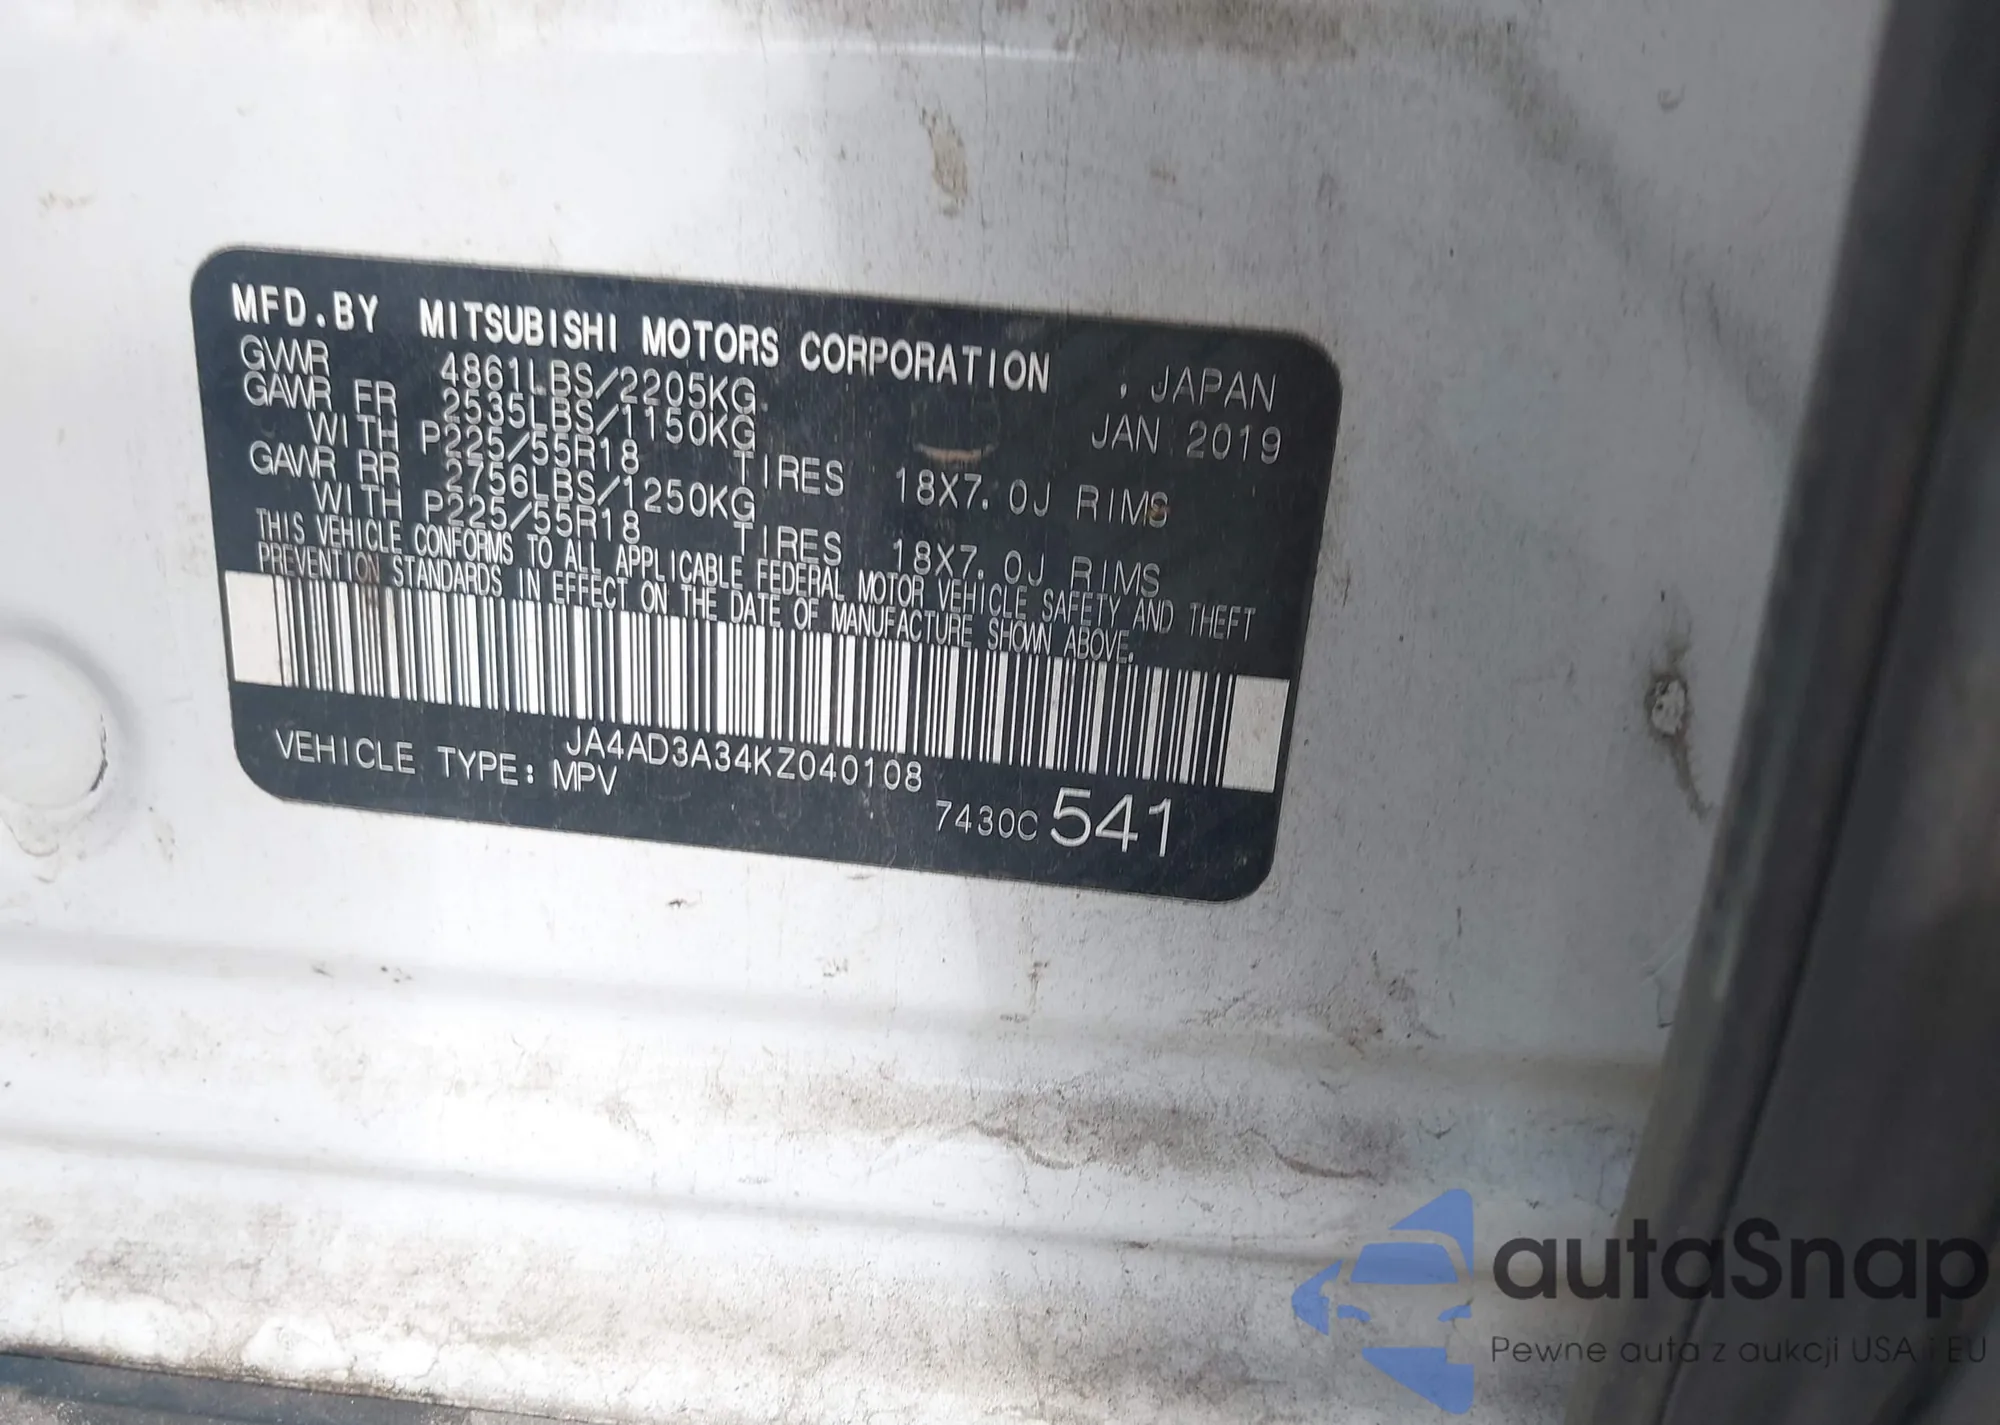 MFD.BY MITSUBISHI MOTORS CORPORATION , JAPAN
GVWR 4861LBS/2205KG JAN 2019
GAWR FR 2535LBS/1150KG
WITH P225/55R18 TIRES 18X7.0J RIMS
GAWR RR 2756LBS/1250KG
WITH P225/55R18 TIRES 18X7.0J RIMS
THIS VEHICLE CONFORMS TO ALL APPLICABLE FEDERAL MOTOR VEHICLE SAFETY AND THEFT
PREVENTION STANDARDS IN EFFECT ON THE DATE OF MANUFACTURE SHOWN ABOVE.
JA4AD3A34KZ040108
VEHICLE TYPE: MPV
7430C 541
autaSnap
Pewne auta z aukcji USA i EU